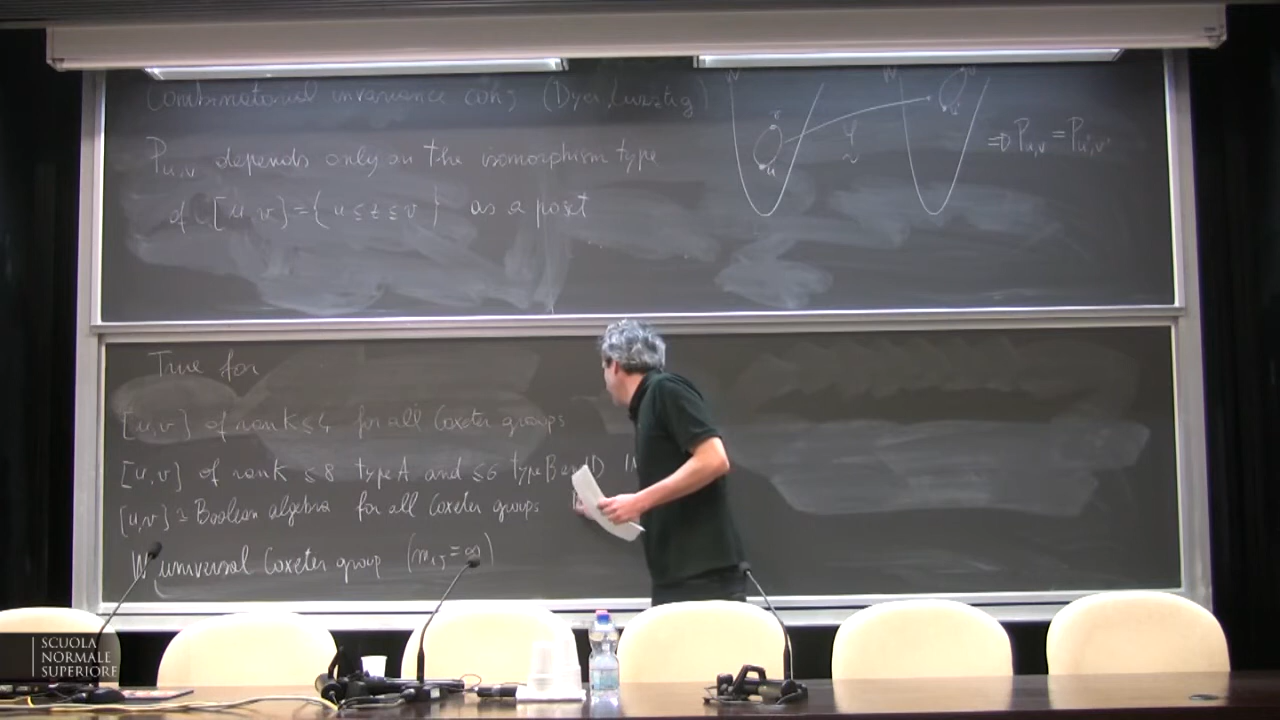 Combinatorial invariance conj (Dyer, Lusztig)
P_{u,v} depends only on the isomorphism type
of [u,v]={u≤z≤v} as a poset
W
v
u
φ
~
W
v'
u'
⇒ P_{u,v} = P_{u',v'}
True for
[u,v] of rank ≤ 4 for all Coxeter groups
[u,v] of rank ≤ 8 type A and ≤6 type B and D
[u,v] ≅ Boolean algebra for all Coxeter groups
W universal Coxeter group (m_{ij}=∞)
SCUOLA
NORMALE
SUPERIORE